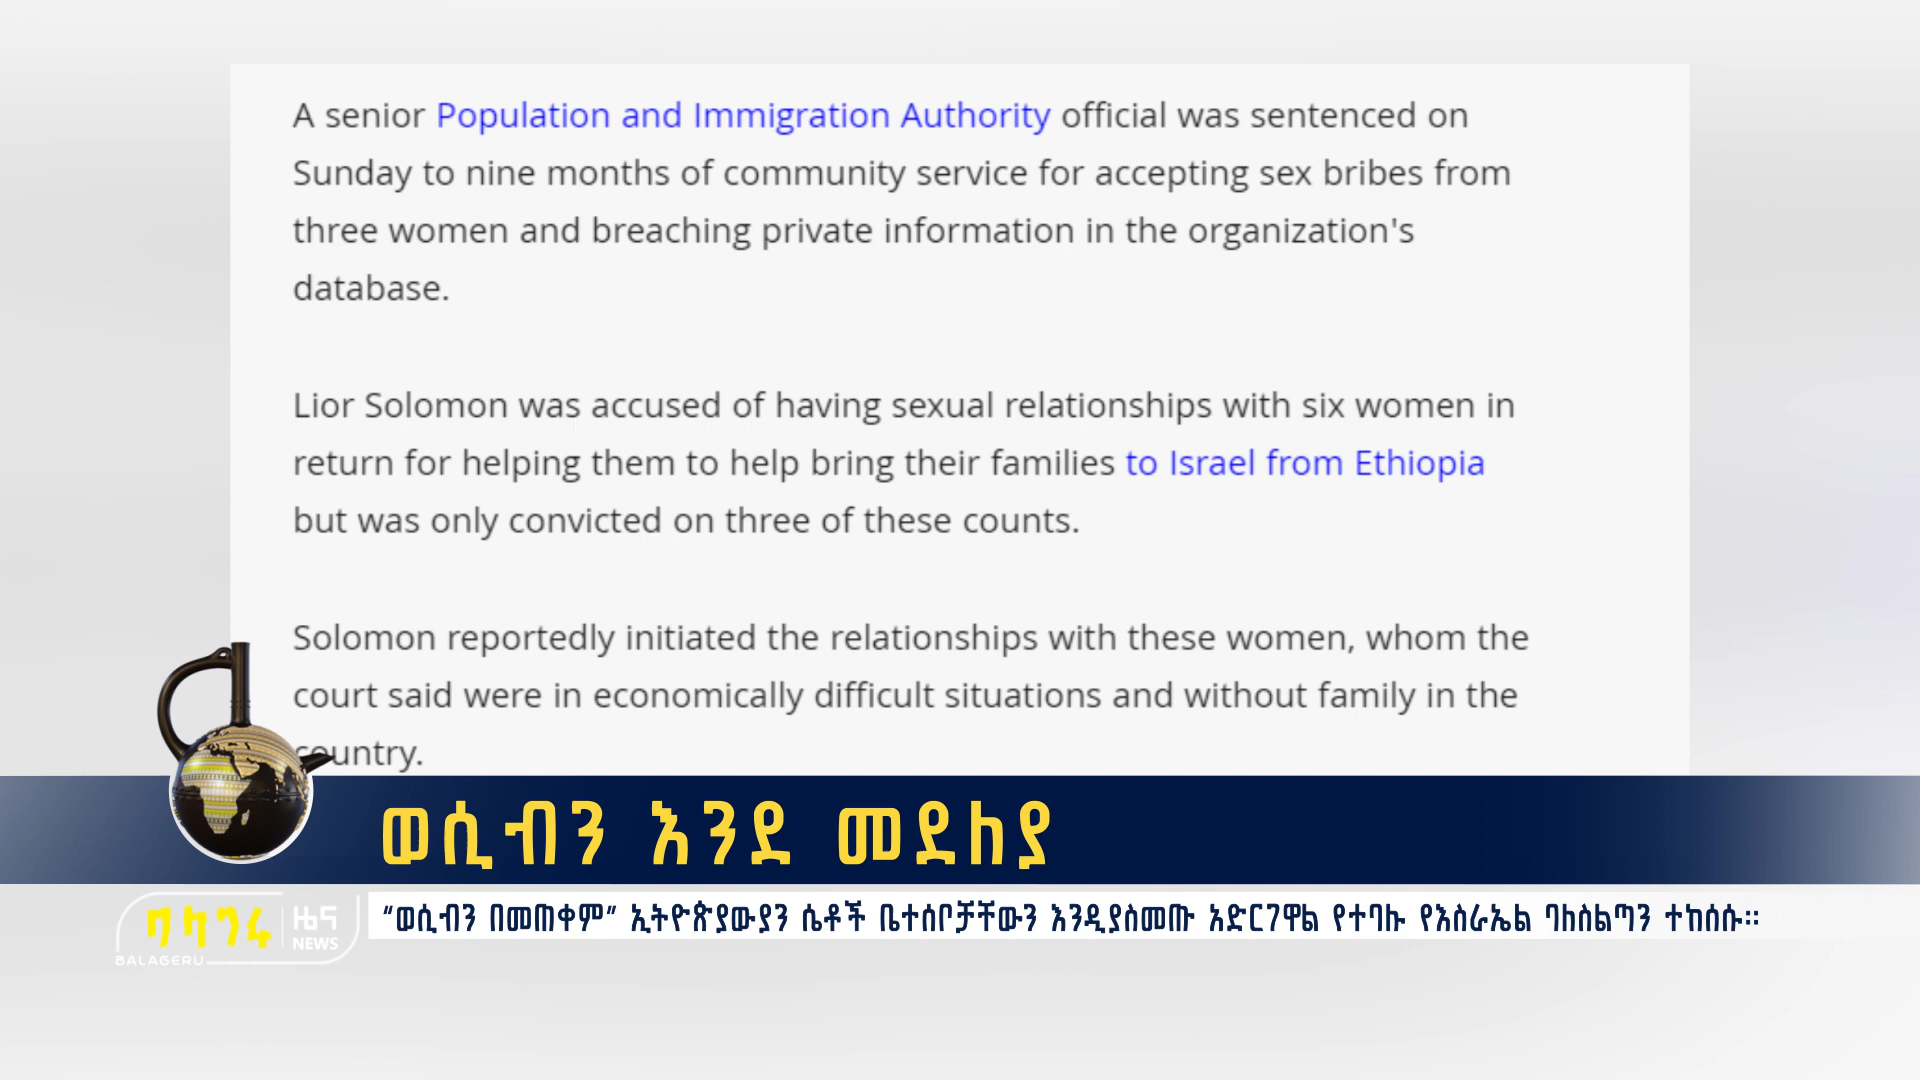 A senior Population and Immigration Authority official was sentenced on
Sunday to nine months of community service for accepting sex bribes from
three women and breaching private information in the organization's
database.
Lior Solomon was accused of having sexual relationships with six women in
return for helping them to help bring their families to Israel from Ethiopia
but was only convicted on three of these counts.
Solomon reportedly initiated the relationships with these women, whom the
court said were in economically difficult situations and without family in the
country.
ወሲብን እንደ መደለያ
“ወሲብን በመጠቀም” ኢትዮጵያውያን ሴቶች ቤተሰቦቻቸውን እንዲያስመጡ አድርገዋል የተባሉ የእስራኤል ባለስልጣን ተከሰሱ።
ባላገሩ ዜና
NEWS
BALAGERU